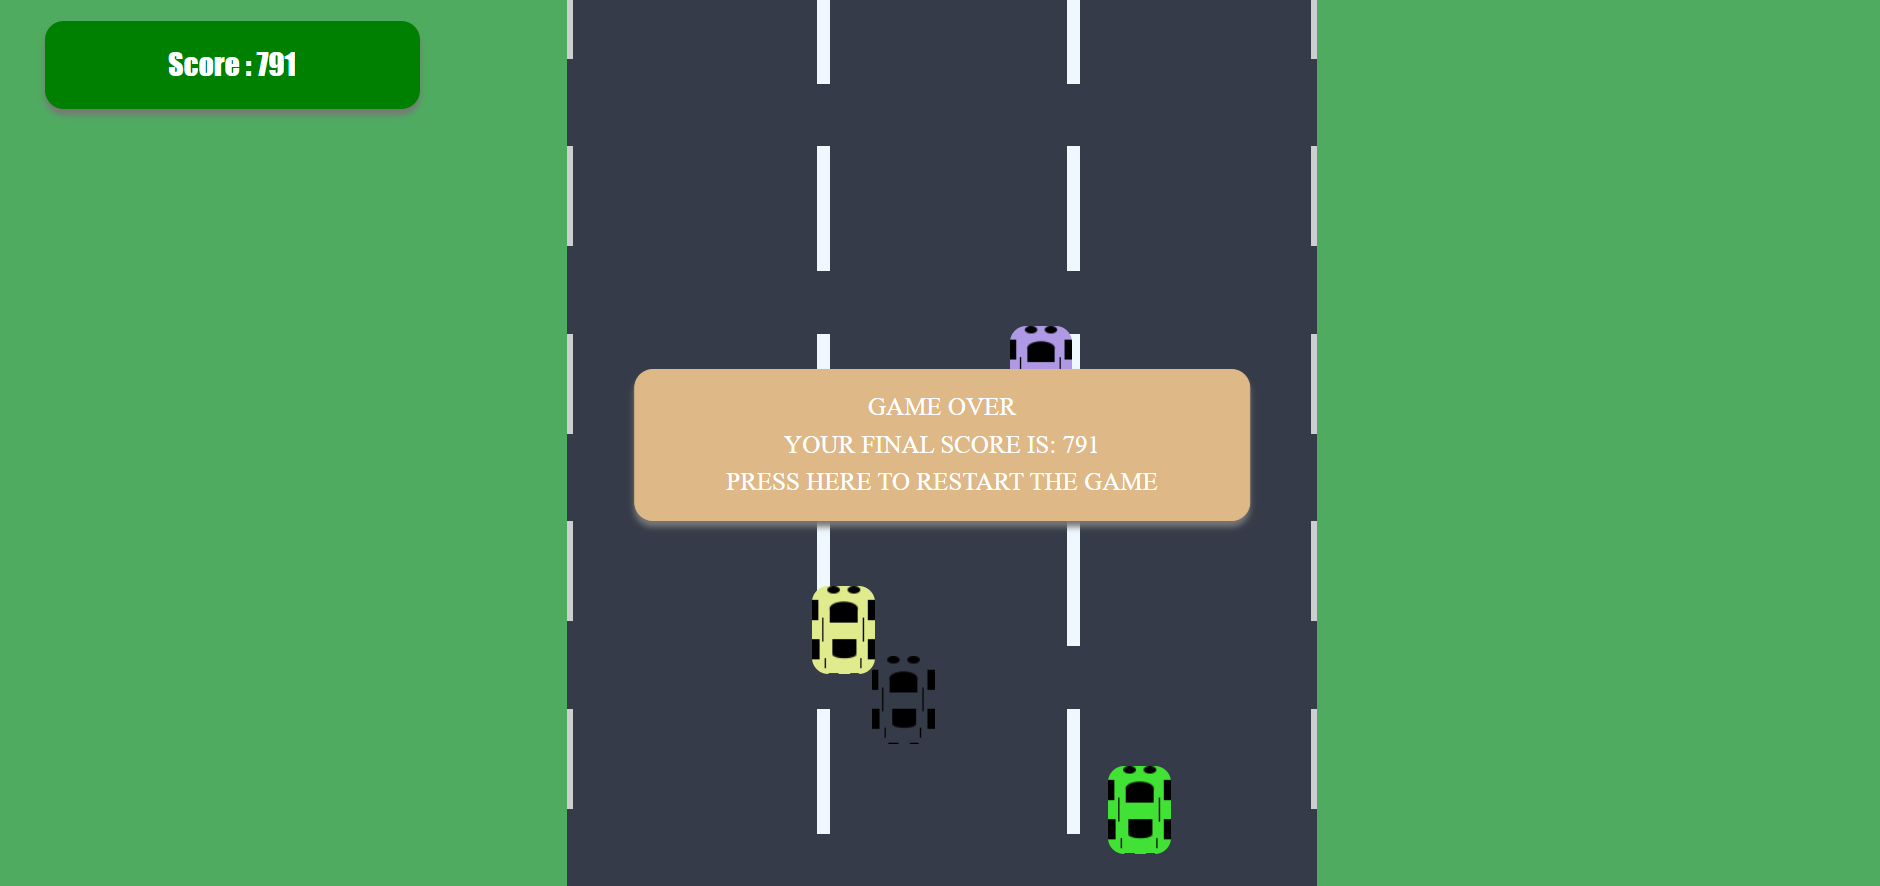 Score : 791
GAME OVER
YOUR FINAL SCORE IS: 791
PRESS HERE TO RESTART THE GAME